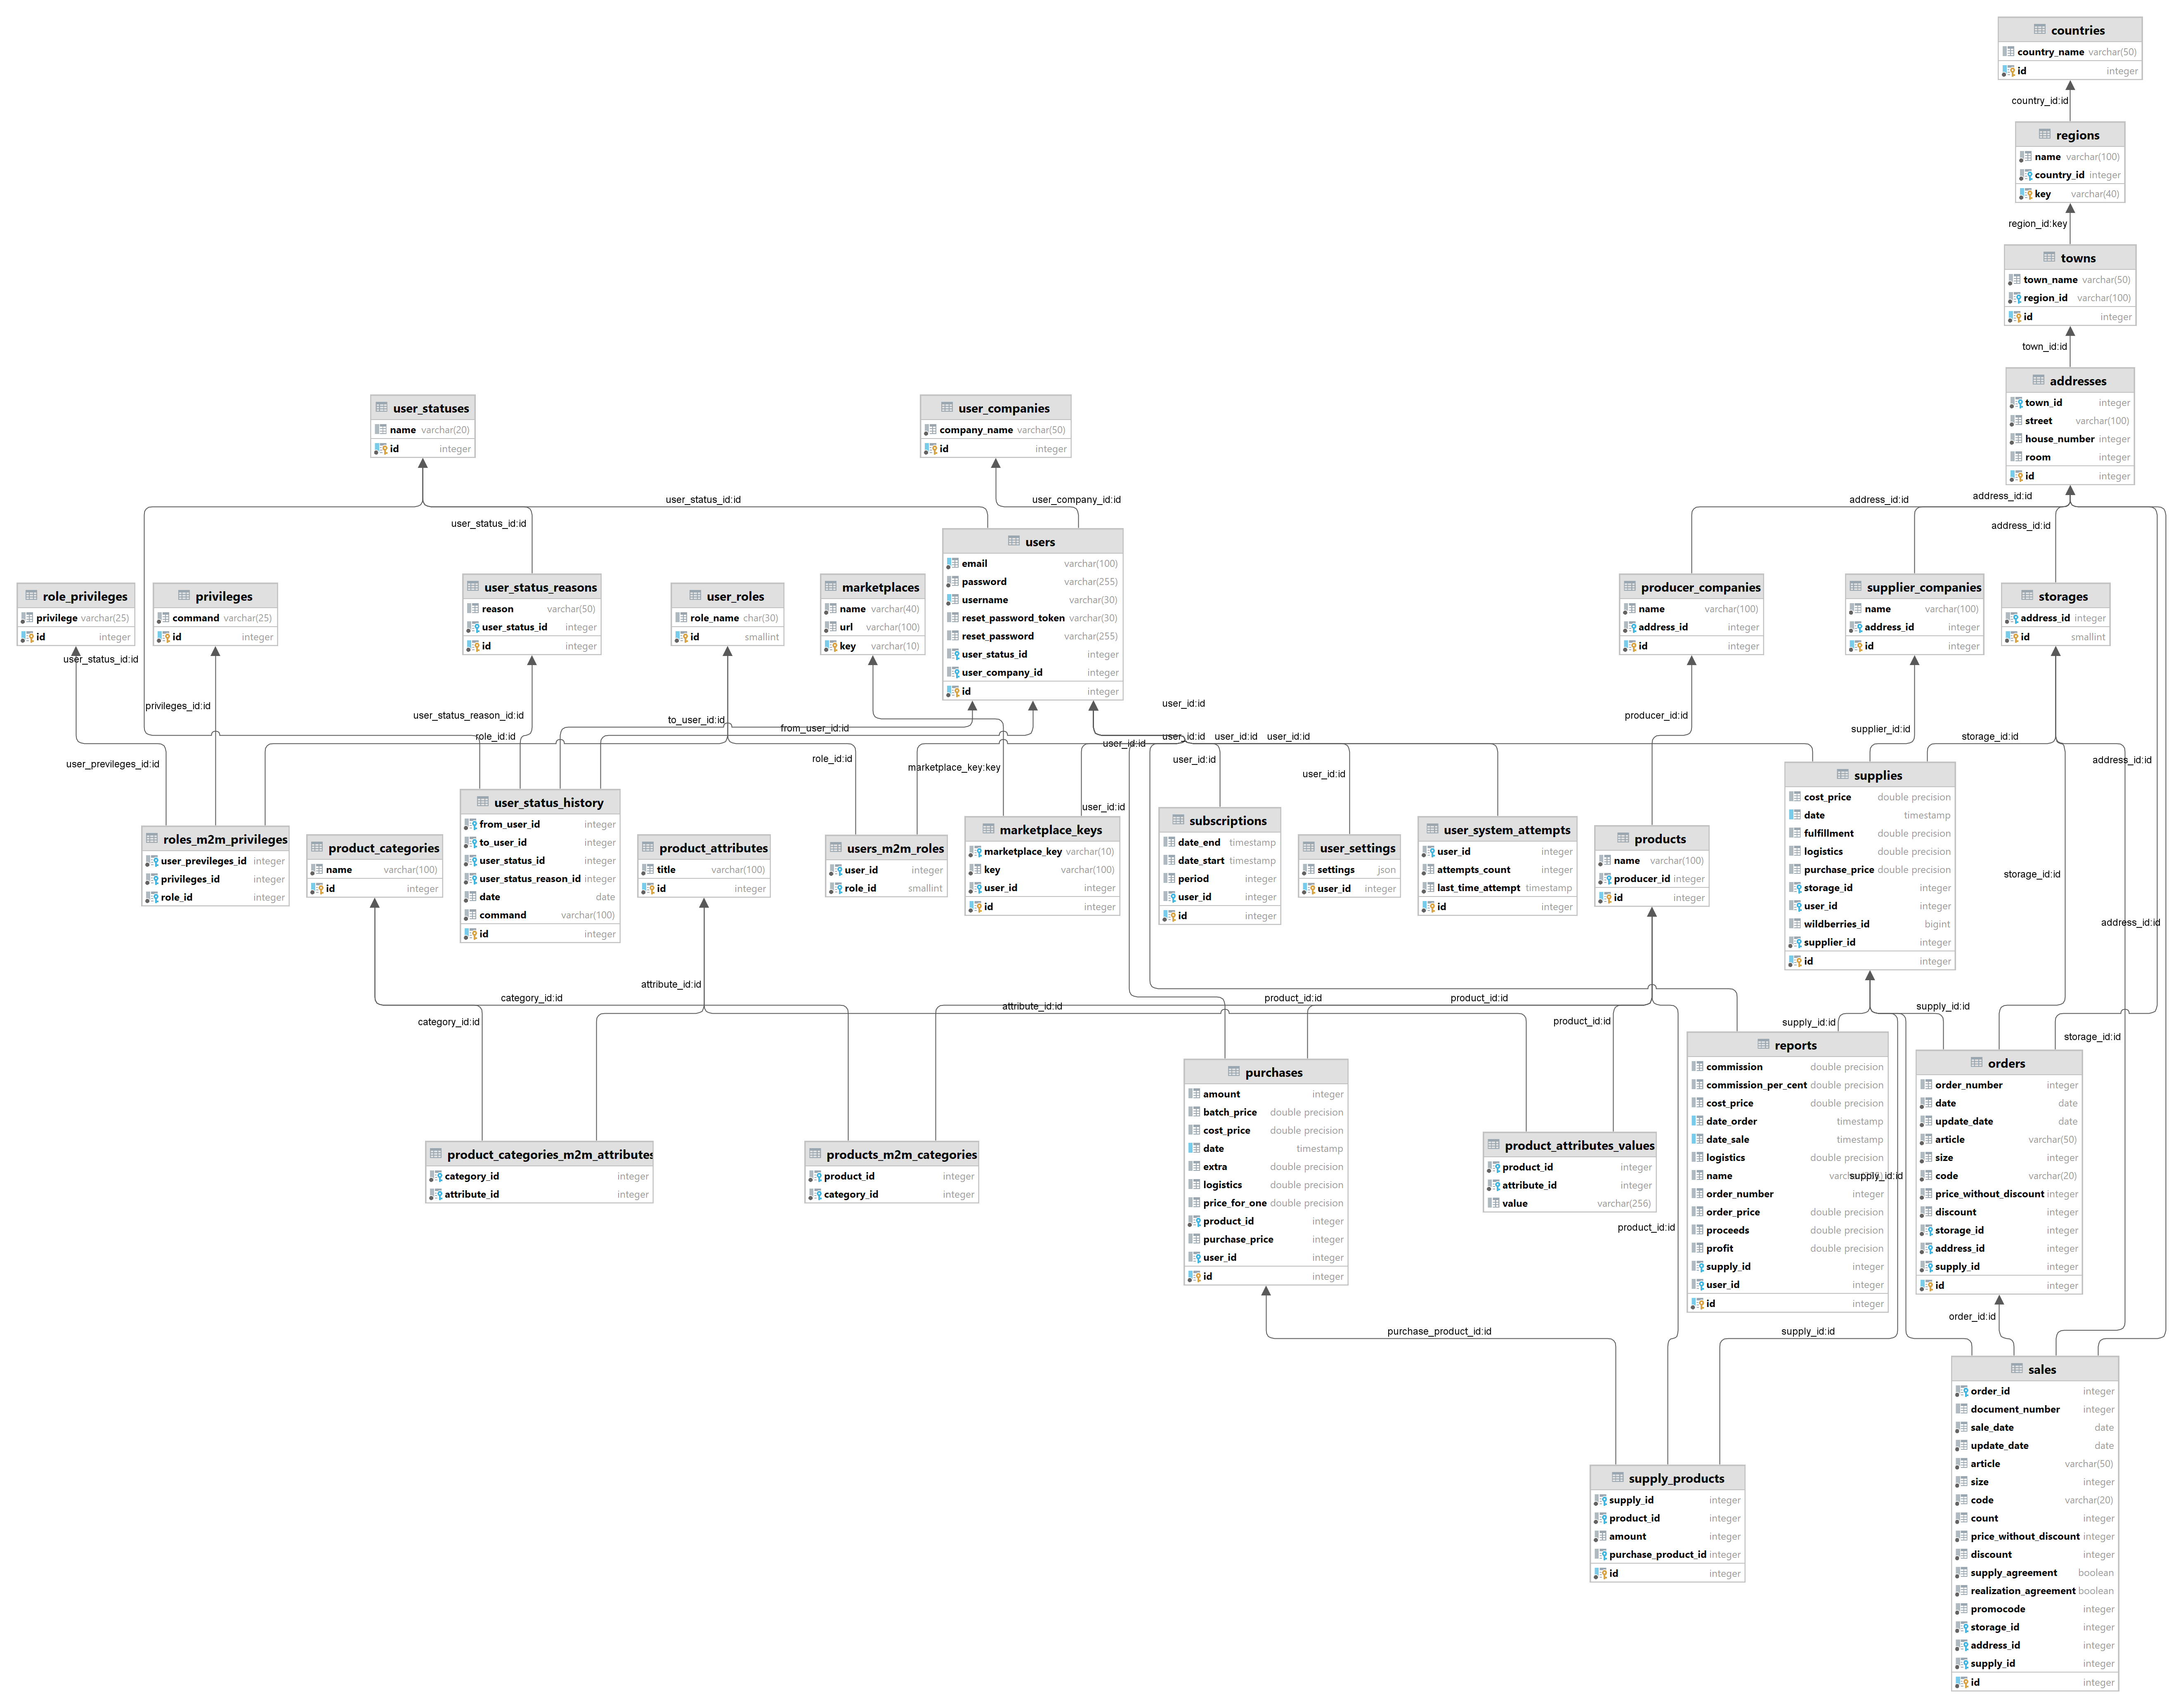 countries
country_name varchar(50)
id integer
country_id:id
regions
name varchar(100)
country_id integer
key varchar(40)
region_id:key
towns
town_name varchar(50)
region_id varchar(100)
id integer
town_id:id
addresses
town_id integer
street varchar(100)
house_number integer
room integer
id integer
user_statuses
name varchar(20)
id integer
user_companies
company_name varchar(50)
id integer
user_status_id:id
user_company_id:id
address_id:id
address_id:id
user_status_id:id
address_id:id
users
email varchar(100)
password varchar(255)
username varchar(30)
reset_password_token varchar(30)
reset_password varchar(255)
user_status_id integer
user_company_id integer
id integer
role_privileges
privilege varchar(25)
id integer
privileges
command varchar(25)
id integer
user_status_reasons
reason varchar(50)
user_status_id integer
id integer
user_roles
role_name char(30)
id smallint
marketplaces
name varchar(40)
url varchar(100)
key varchar(10)
producer_companies
name varchar(100)
address_id integer
id integer
supplier_companies
name varchar(100)
address_id integer
id integer
storages
address_id integer
id smallint
user_status_id:id
privileges_id:id
user_status_reason_id:id
to_user_id:id
from_user_id:id
user_id:id
producer_id:id
supplier_id:id
role_id:id
user_id:id
user_id:id
user_id:id
user_id:id
storage_id:id
user_previleges_id:id
role_id:id
marketplace_key:key
user_id:id
user_id:id
address_id:id
user_id:id
supplies
cost_price double precision
date timestamp
fulfillment double precision
logistics double precision
purchase_price double precision
storage_id integer
user_id integer
wildberries_id bigint
supplier_id integer
id integer
roles_m2m_privileges
user_previleges_id integer
privileges_id integer
role_id integer
product_categories
name varchar(100)
id integer
user_status_history
from_user_id integer
to_user_id integer
user_status_id integer
user_status_reason_id integer
date date
command varchar(100)
id integer
product_attributes
title varchar(100)
id integer
users_m2m_roles
user_id integer
role_id smallint
marketplace_keys
marketplace_key varchar(10)
key varchar(100)
user_id integer
id integer
subscriptions
date_end timestamp
date_start timestamp
period integer
user_id integer
id integer
user_settings
settings json
user_id integer
user_system_attempts
user_id integer
attempts_count integer
last_time_attempt timestamp
id integer
products
name varchar(100)
producer_id integer
id integer
storage_id:id
address_id:id
attribute_id:id
category_id:id
attribute_id:id
product_id:id
product_id:id
supply_id:id
category_id:id
product_id:id
supply_id:id
storage_id:id
product_categories_m2m_attributes
category_id integer
attribute_id integer
products_m2m_categories
product_id integer
category_id integer
purchases
amount integer
batch_price double precision
cost_price double precision
date timestamp
extra double precision
logistics double precision
price_for_one double precision
product_id integer
purchase_price integer
user_id integer
id integer
product_attributes_values
product_id integer
attribute_id integer
value varchar(256)
product_id:id
reports
commission double precision
commission_per_cent double precision
cost_price double precision
date_order timestamp
date_sale timestamp
logistics double precision
name
supply_id:id
order_number integer
order_price double precision
proceeds double precision
profit double precision
supply_id integer
user_id integer
id integer
orders
order_number integer
date date
update_date date
article varchar(50)
size integer
code varchar(20)
price_without_discount integer
discount integer
storage_id integer
address_id integer
supply_id integer
id integer
purchase_product_id:id
supply_id:id
order_id:id
supply_products
supply_id integer
product_id integer
amount integer
purchase_product_id integer
id integer
sales
order_id integer
document_number integer
sale_date date
update_date date
article varchar(50)
size integer
code varchar(20)
count integer
price_without_discount integer
discount integer
supply_agreement boolean
realization_agreement boolean
promocode integer
storage_id integer
address_id integer
supply_id integer
id integer